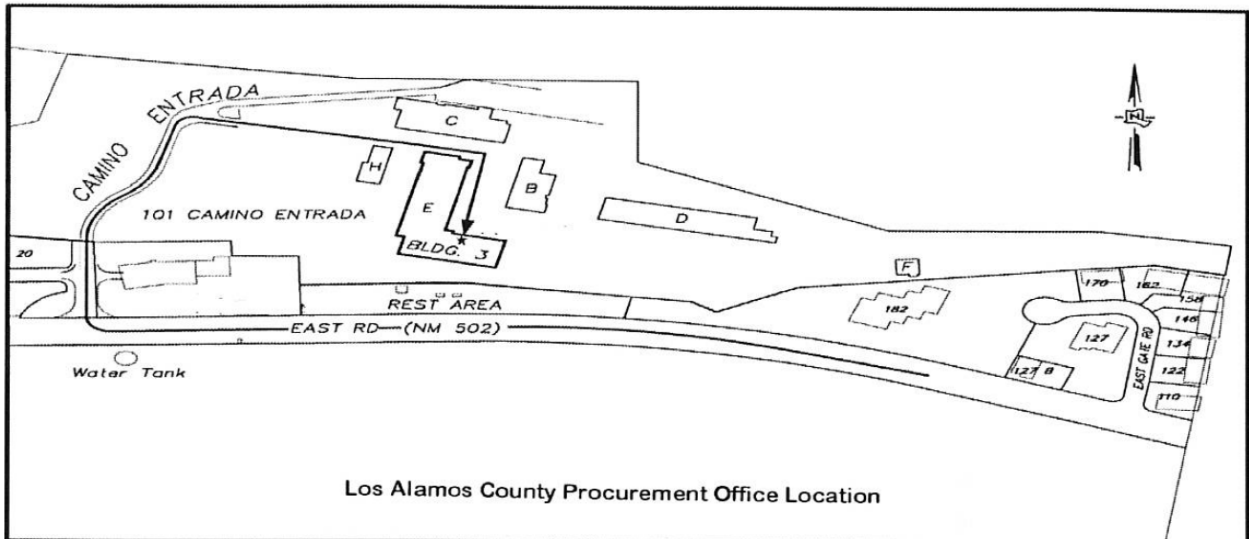 CAMINO ENTRADA
N
C
H
B
E
D
101 CAMINO ENTRADA
BLDG. 3
20
F
REST AREA
EAST RD (NM 502)
Water Tank
182
170
162
158
146
127
134
EAST GATE RD
127 B
122
110
Los Alamos County Procurement Office Location